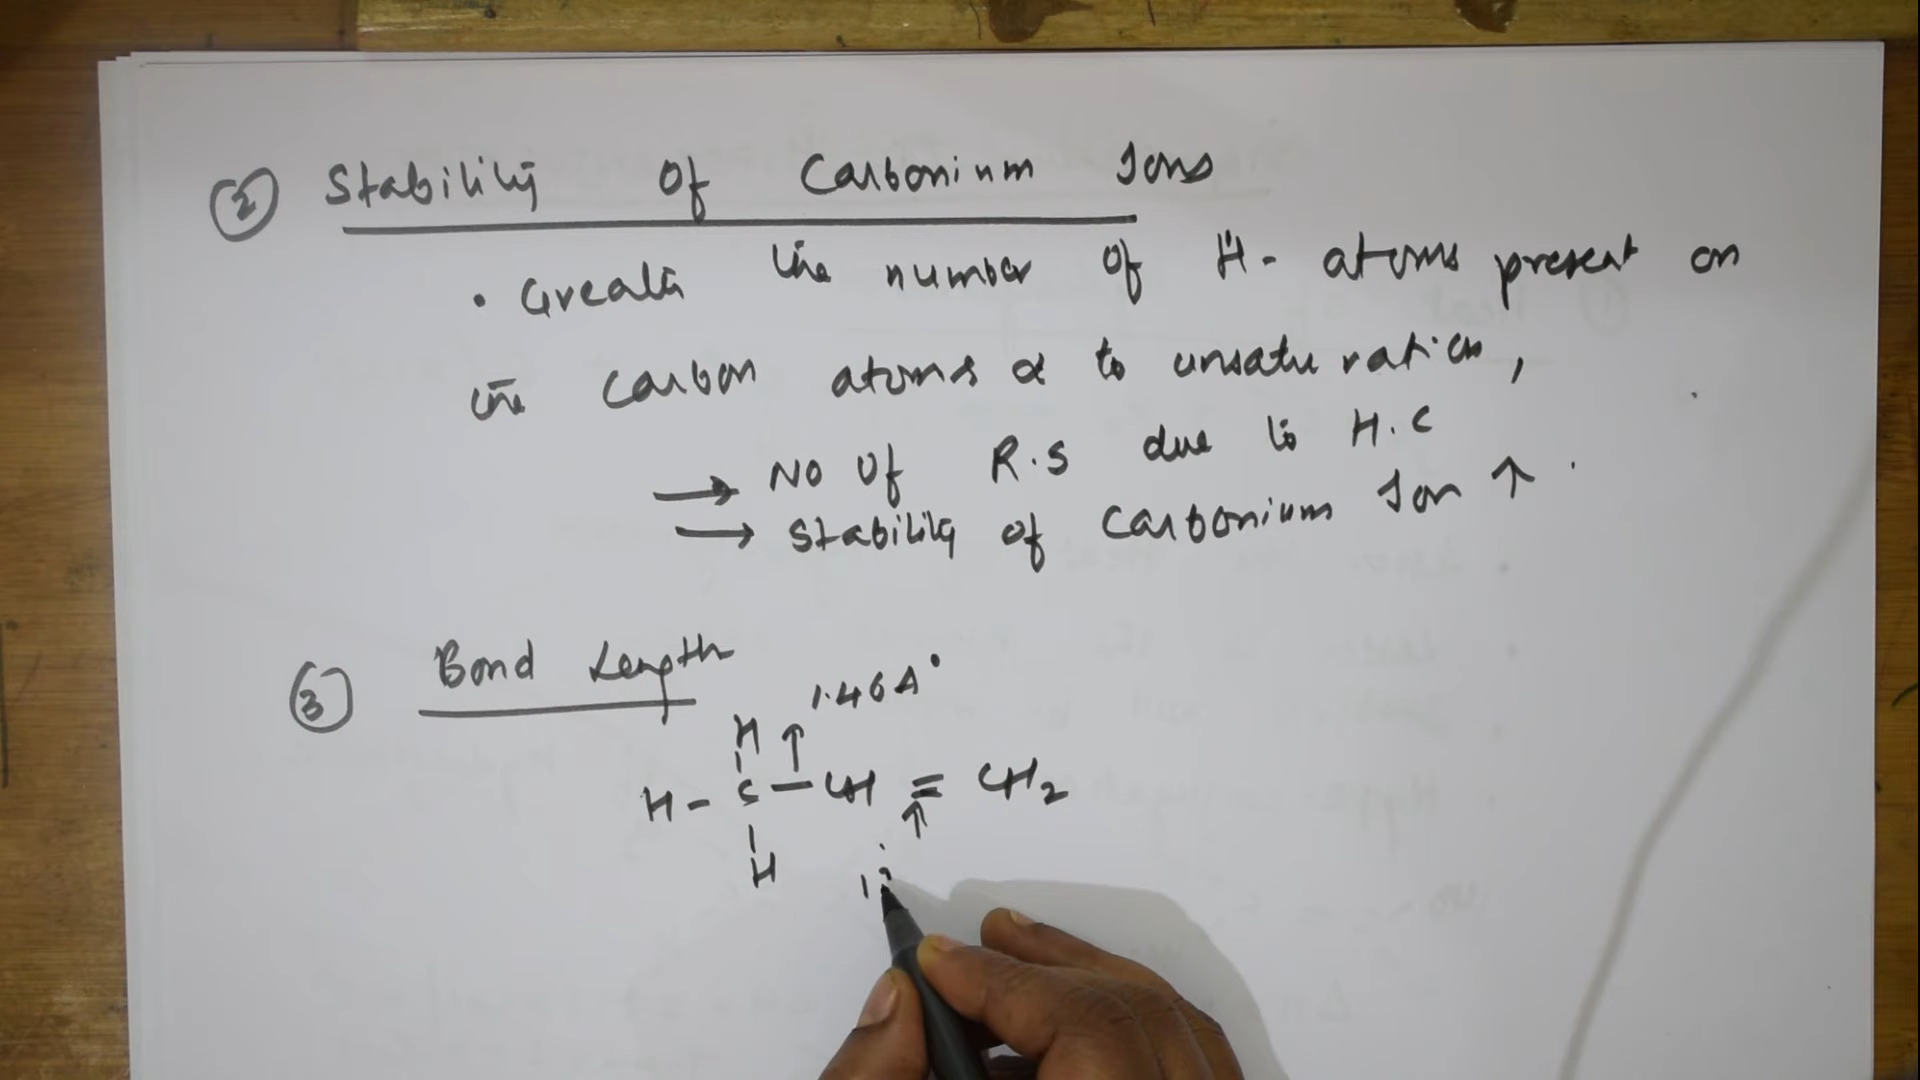 ② Stability of Carbonium Ions
• Greater the number of H - atoms present on
the carbon atoms α to unsaturation,
→ No of R.S due to H.C
→ Stability of Carbonium Ion ↑ .
③ Bond Length
1.46A°
H ↑
H - C - CH = CH2
↑
H